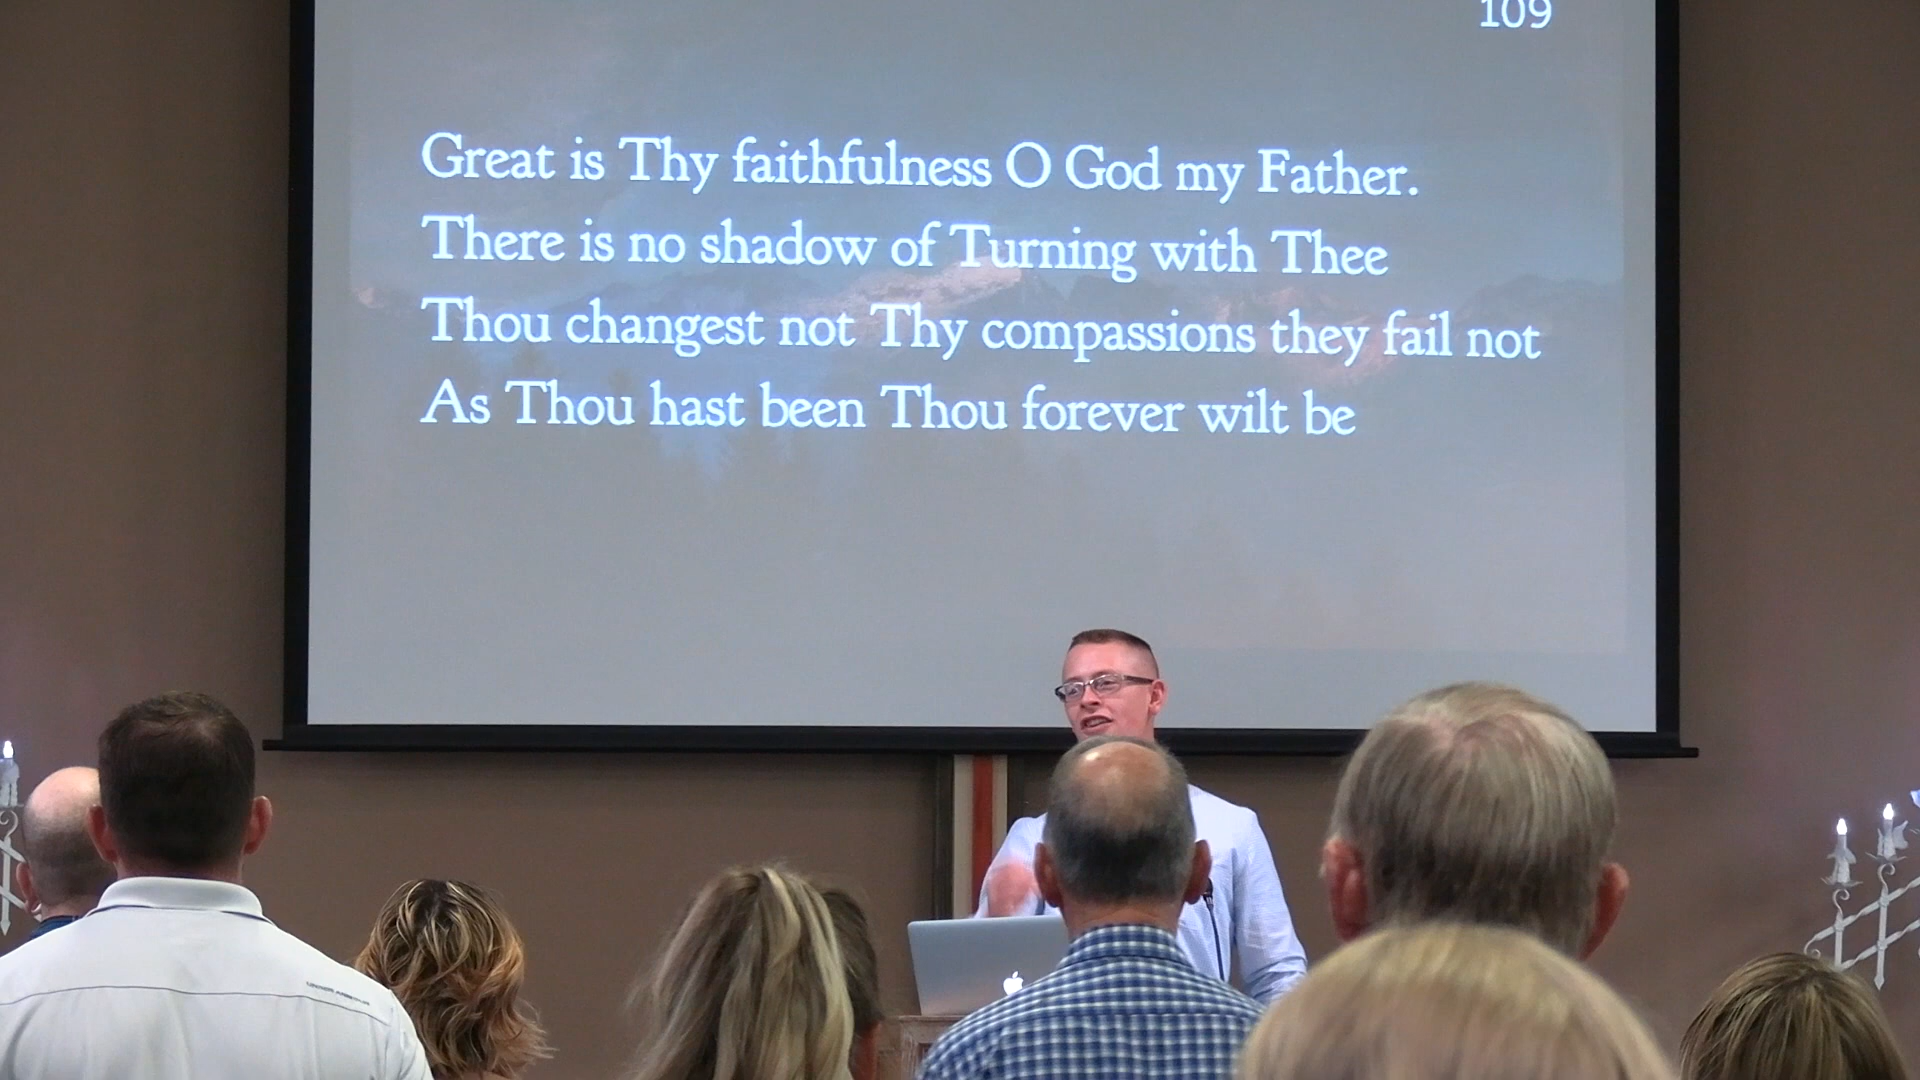 109
Great is Thy faithfulness O God my Father.
There is no shadow of Turning with Thee
Thou changest not Thy compassions they fail not
As Thou hast been Thou forever wilt be